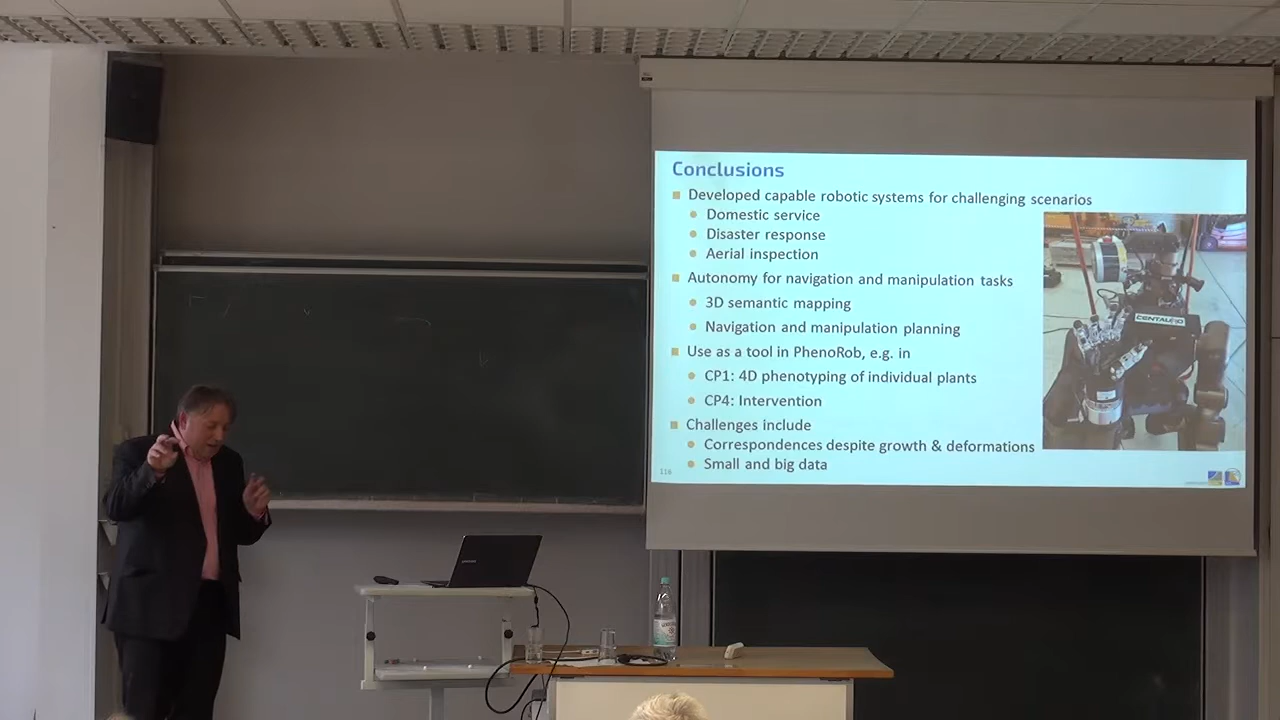 Conclusions
Developed capable robotic systems for challenging scenarios
Domestic service
Disaster response
Aerial inspection
Autonomy for navigation and manipulation tasks
3D semantic mapping
Navigation and manipulation planning
Use as a tool in PhenoRob, e.g. in
CP1: 4D phenotyping of individual plants
CP4: Intervention
Challenges include
Correspondences despite growth & deformations
Small and big data
116